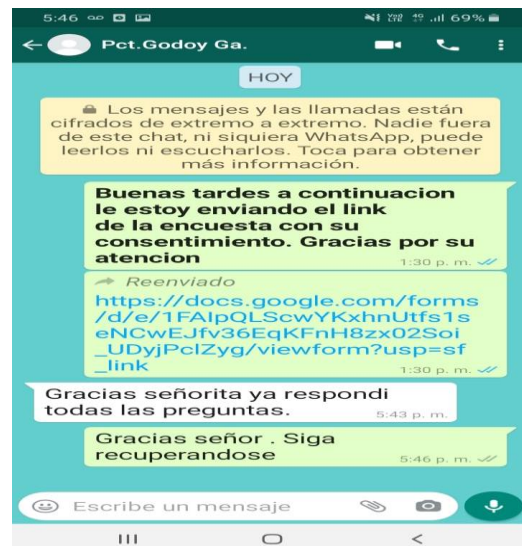 5:46
69%
Pct.Godoy Ga.
HOY
Los mensajes y las llamadas están
cifrados de extremo a extremo. Nadie fuera
de este chat, ni siquiera WhatsApp, puede
leerlos ni escucharlos. Toca para obtener
más información.
Buenas tardes a continuacion
le estoy enviando el link
de la encuesta con su
consentimiento. Gracias por su
atencion
1:30 p. m.
Reenviado
https://docs.google.com/forms
/d/e/1FAIpQLScwYKxhnUtfs1s
eNCwEJfv36EqKFnH8zx02Soi
_UDyjPclZyg/viewform?usp=sf
_link
1:30 p. m.
Gracias señorita ya respondi
todas las preguntas.
5:43 p. m.
Gracias señor . Siga
recuperandose
5:46 p. m.
Escribe un mensaje